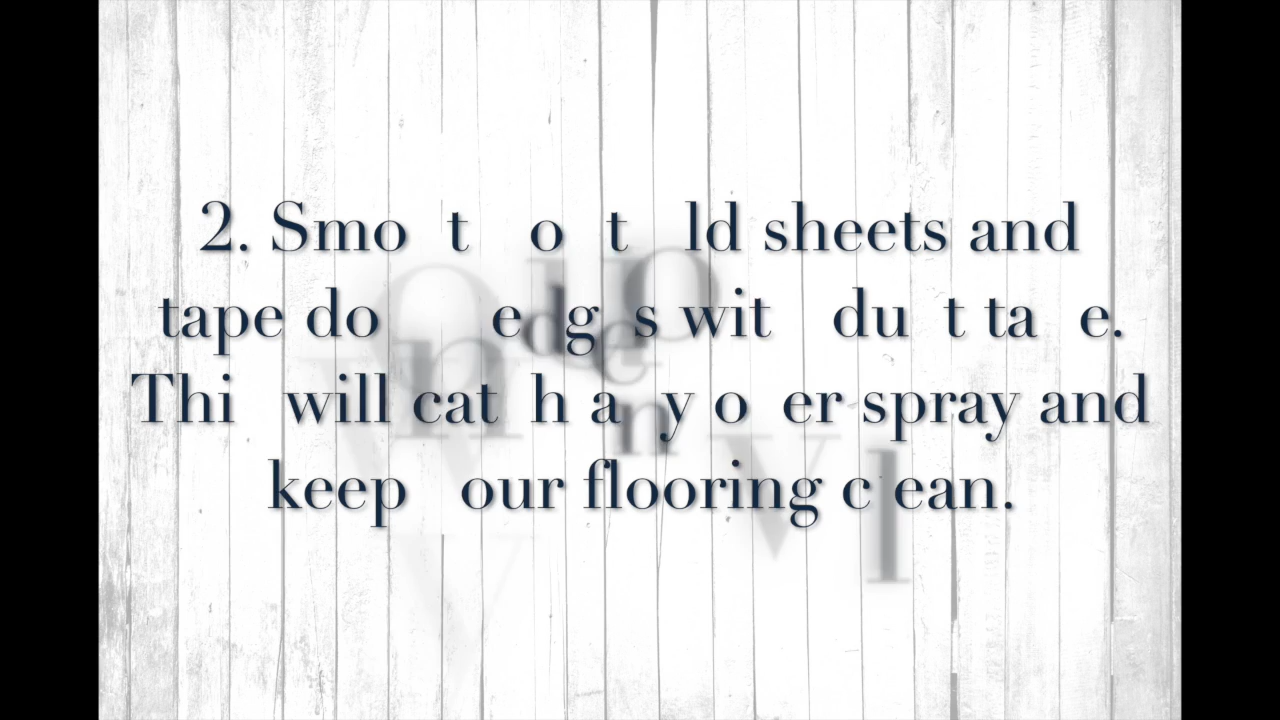 2. Smo t o t ld sheets and
tape do edg s wit du t ta e.
Thi will cat h a y o er spray and
keep our flooring c ean.